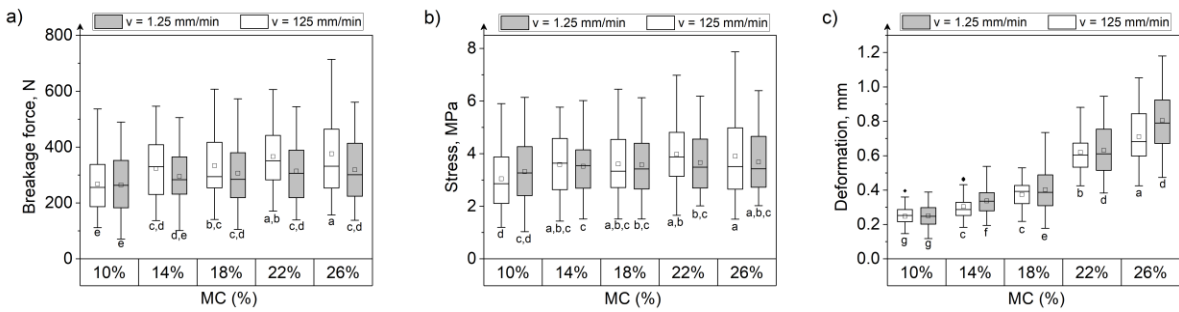 a)
v = 1.25 mm/min v = 125 mm/min
Breakage force, N
800
600
400
200
0
e e c,d d,e b,c c,d a,b c,d a c,d
10% 14% 18% 22% 26%
MC (%)
b)
v = 1.25 mm/min v = 125 mm/min
Stress, MPa
8
6
4
2
0
d c,d a,b,c c a,b,c b,c a,b b,c a a,b,c
10% 14% 18% 22% 26%
MC (%)
c)
v = 1.25 mm/min v = 125 mm/min
Deformation, mm
1.2
1.0
0.8
0.6
0.4
0.2
0.0
g g c f c e b d a d
10% 14% 18% 22% 26%
MC (%)